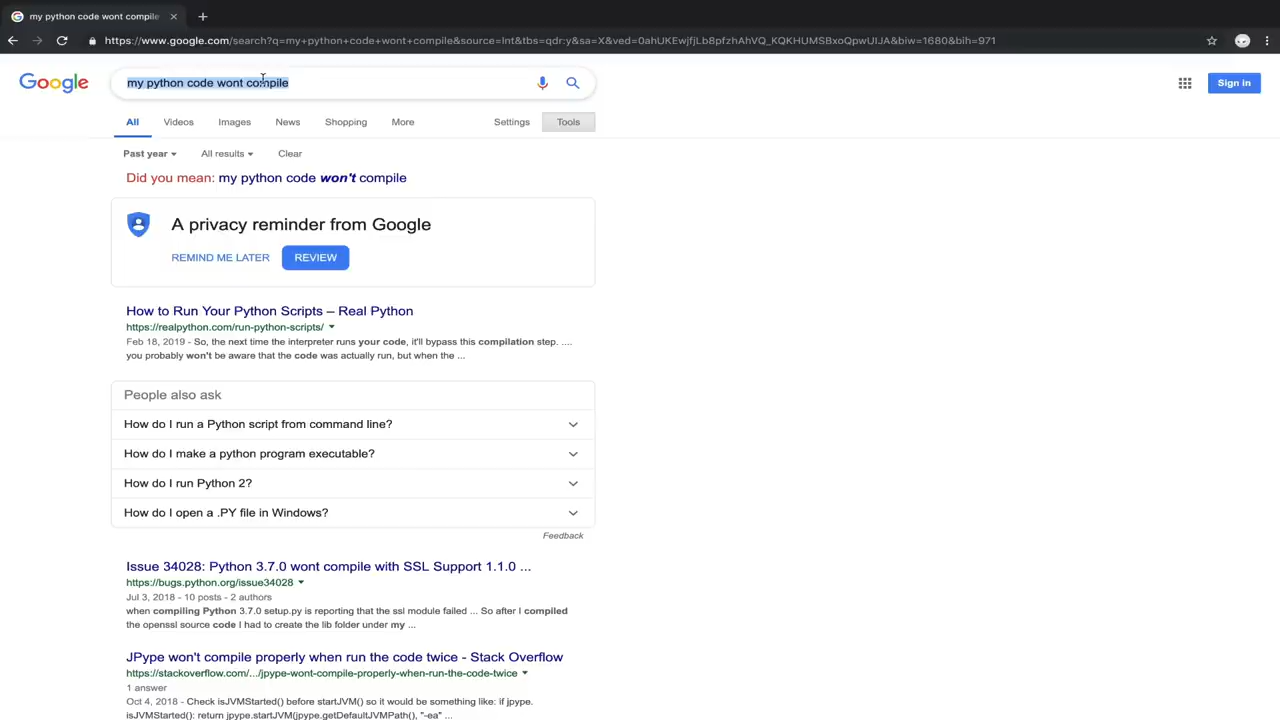 my python code wont compile
https://www.google.com/search?q=my+python+code+wont+compile&source=lnt&tbs=qdr:y&sa=X&ved=0ahUKEwjfjLb8pfzhAhVQ_KQKHUMSBxoQpwUIJA&biw=1680&bih=971
Google my python code wont compile Sign in
All Videos Images News Shopping More Settings Tools
Past year All results Clear
Did you mean: my python code won't compile
A privacy reminder from Google
REMIND ME LATER REVIEW
How to Run Your Python Scripts – Real Python
https://realpython.com/run-python-scripts/
Feb 18, 2019 - So, the next time the interpreter runs your code, it'll bypass this compilation step. ....
you probably won't be aware that the code was actually run, but when the ...
People also ask
How do I run a Python script from command line?
How do I make a python program executable?
How do I run Python 2?
How do I open a .PY file in Windows?
Feedback
Issue 34028: Python 3.7.0 wont compile with SSL Support 1.1.0 ...
https://bugs.python.org/issue34028
Jul 3, 2018 - 10 posts - 2 authors
when compiling Python 3.7.0 setup.py is reporting that the ssl module failed ... So after I compiled
the openssl source code I had to create the lib folder under my ...
JPype won't compile properly when run the code twice - Stack Overflow
https://stackoverflow.com/.../jpype-wont-compile-properly-when-run-the-code-twice
1 answer
Oct 4, 2018 - Check isJVMStarted() before startJVM() so it would be something like: if jpype.
isJVMStarted(): return jpype.startJVM(jpype.getDefaultJVMPath(), "-ea" ...